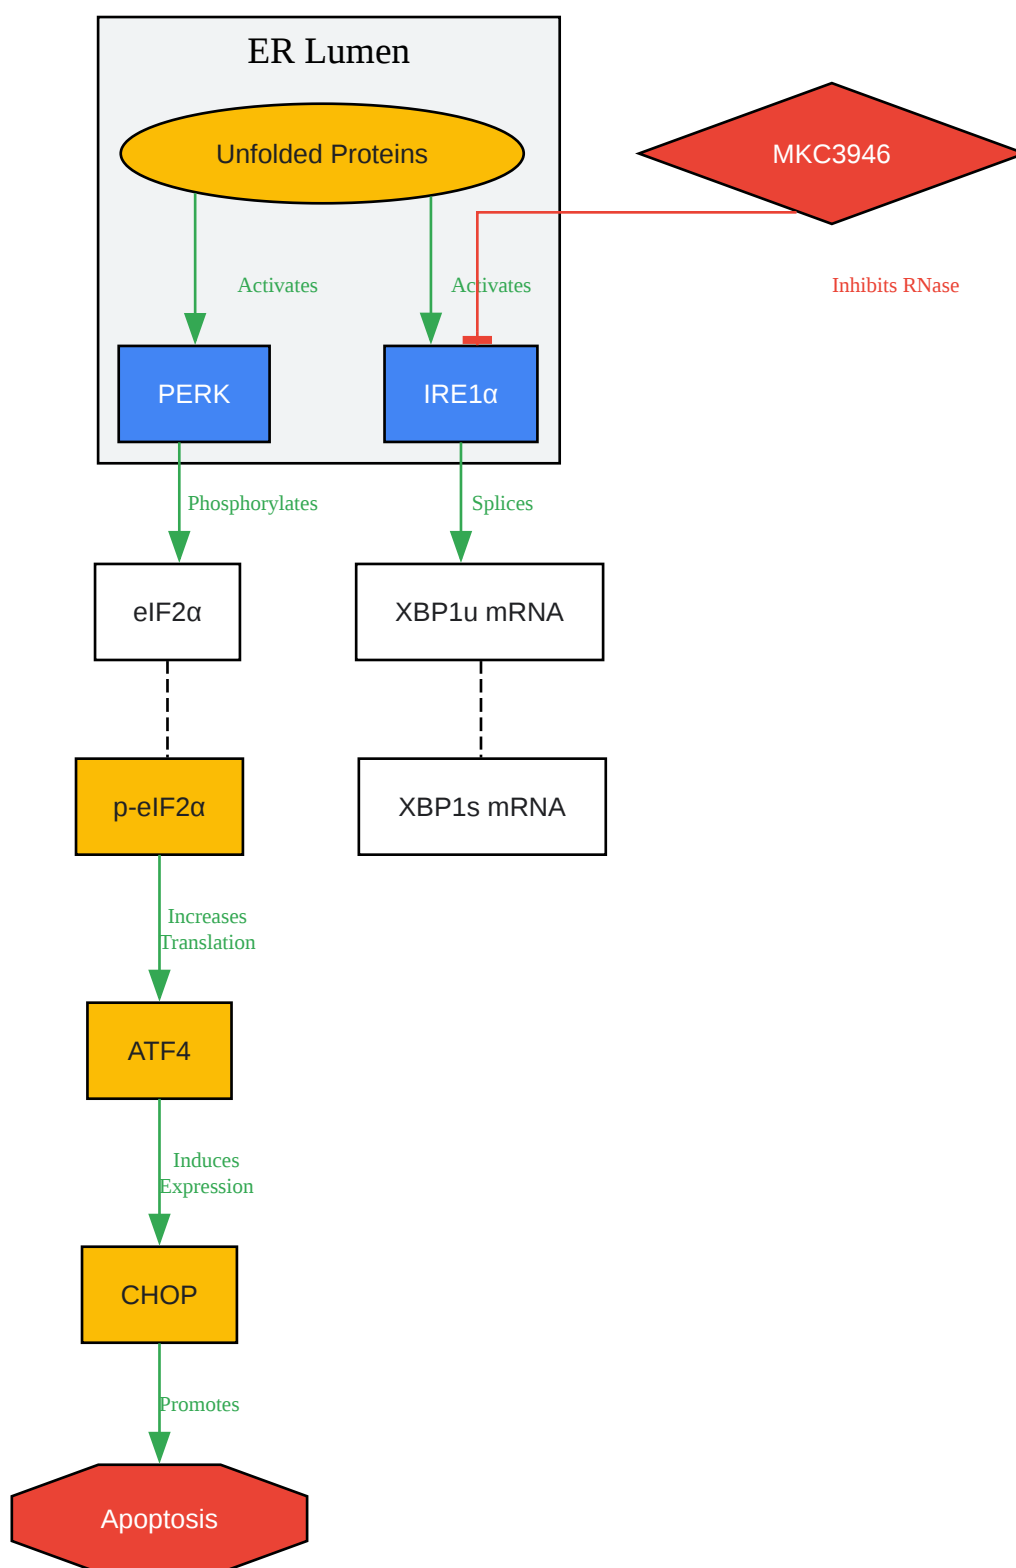 ER Lumen
Unfolded Proteins
MKC3946
Activates
Activates
Inhibits RNase
PERK
IRE1α
Phosphorylates
Splices
eIF2α
XBP1u mRNA
p-eIF2α
XBP1s mRNA
Increases
Translation
ATF4
Induces
Expression
CHOP
Promotes
Apoptosis